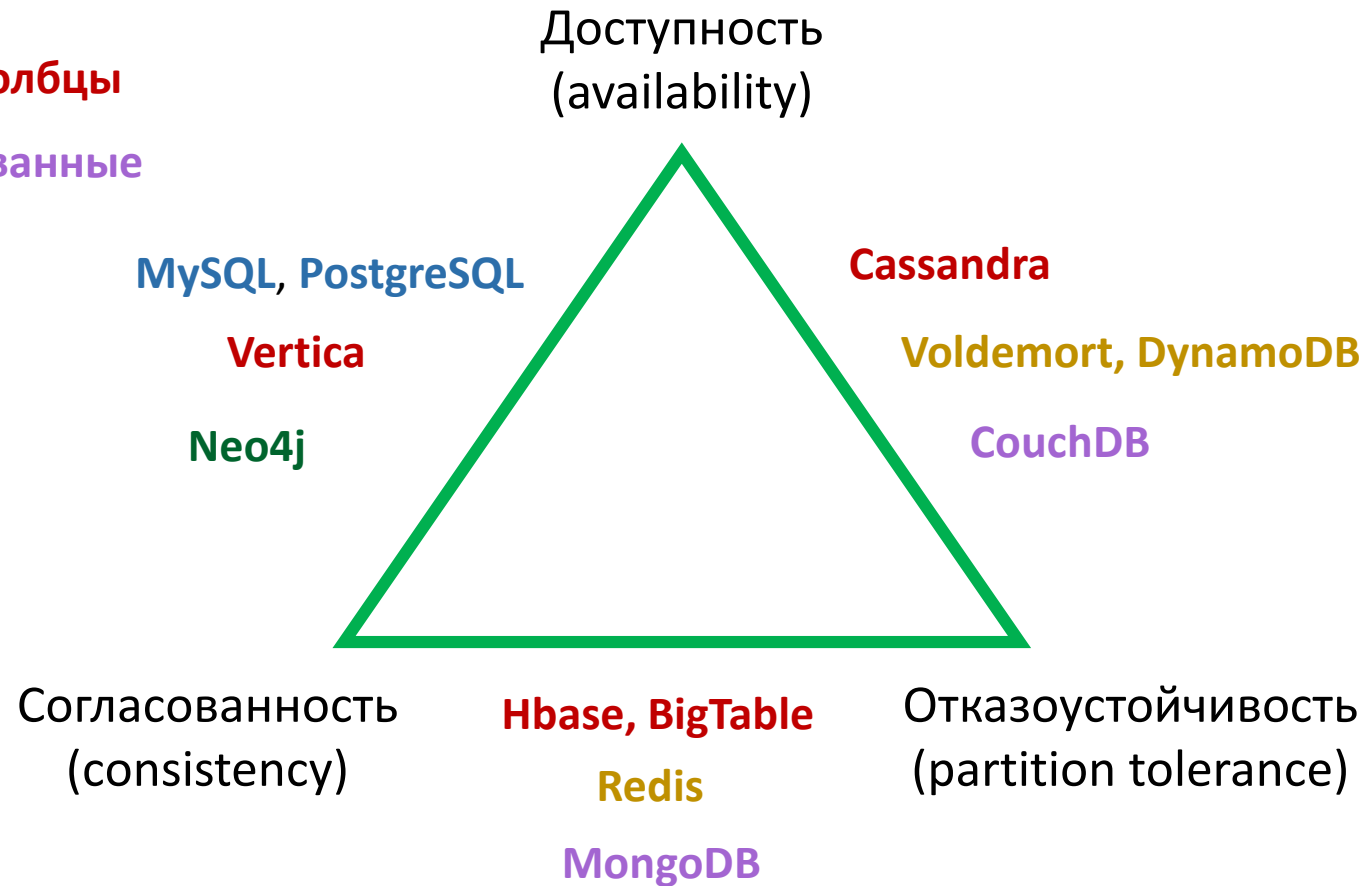 Доступность
(availability)
олбцы
занные
MySQL, PostgreSQL
Cassandra
Vertica
Voldemort, DynamoDB
Neo4j
CouchDB
Согласованность
(consistency)
Hbase, BigTable
Redis
MongoDB
Отказоустойчивость
(partition tolerance)